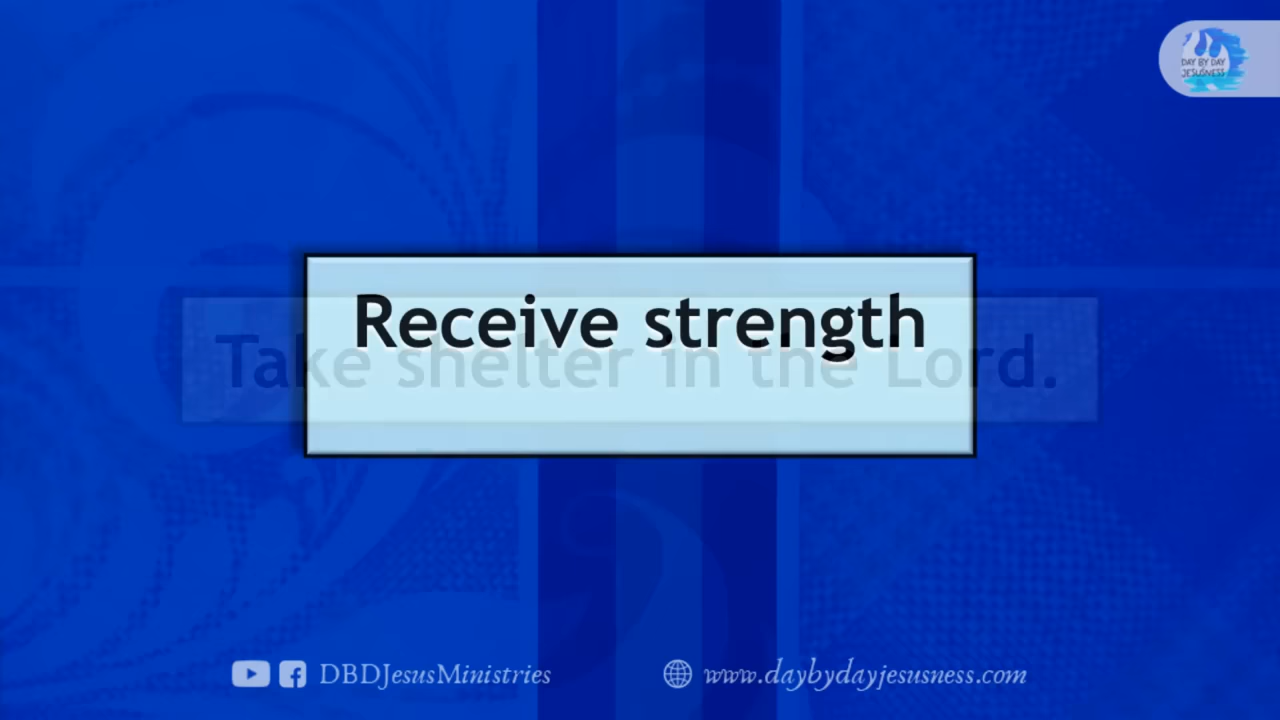 DAY BY DAY
JESUSNESS
Receive strength
Take shelter in the Lord.
DBDJesusMinistries
www.daybydayjesusness.com